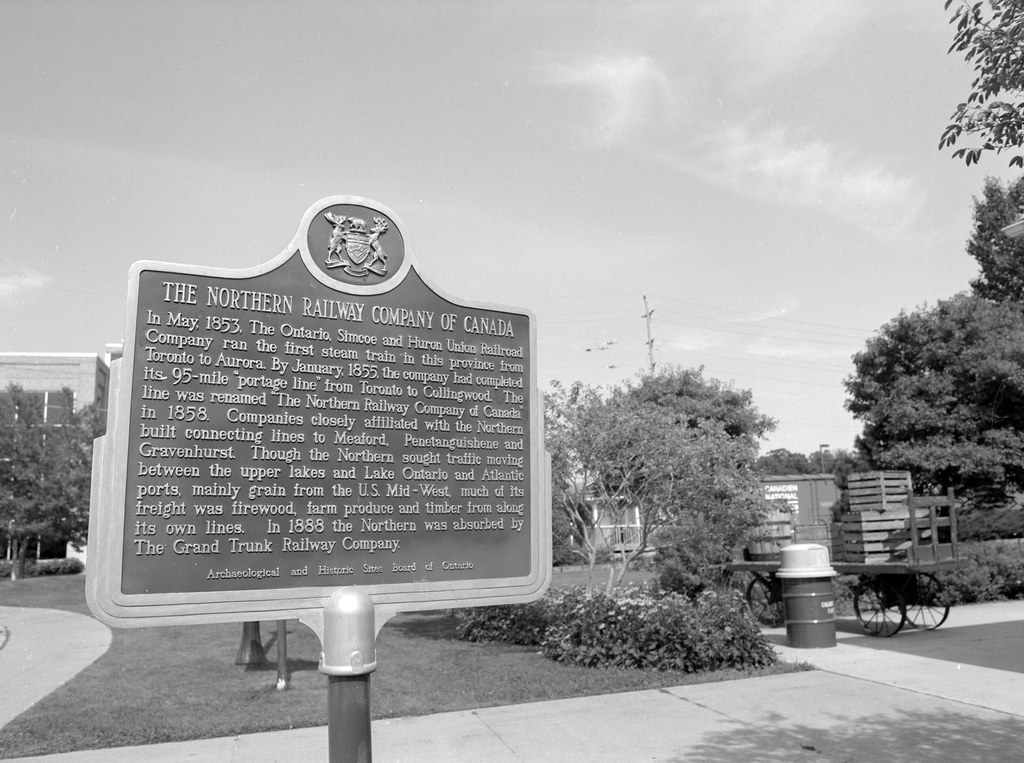 THE NORTHERN RAILWAY COMPANY OF CANADA
In May, 1853, The Ontario, Simcoe and Huron Union Railroad
Company ran the first steam train in this province from
Toronto to Aurora. By January, 1855, the company had completed
its 95-mile "portage line" from Toronto to Collingwood. The
line was renamed "The Northern Railway Company of Canada"
in 1858. Companies closely affiliated with the Northern
built connecting lines to Meaford, Penetanguishene and
Gravenhurst. Though the Northern sought traffic moving
between the upper lakes and Lake Ontario and Atlantic
ports, mainly grain from the U.S. Mid-West, much of its
freight was firewood, farm produce and timber from along
its own lines. In 1888 the Northern was absorbed by
The Grand Trunk Railway Company.
Archaeological and Historic Sites Board of Ontario
CANADIEN
NATIONAL